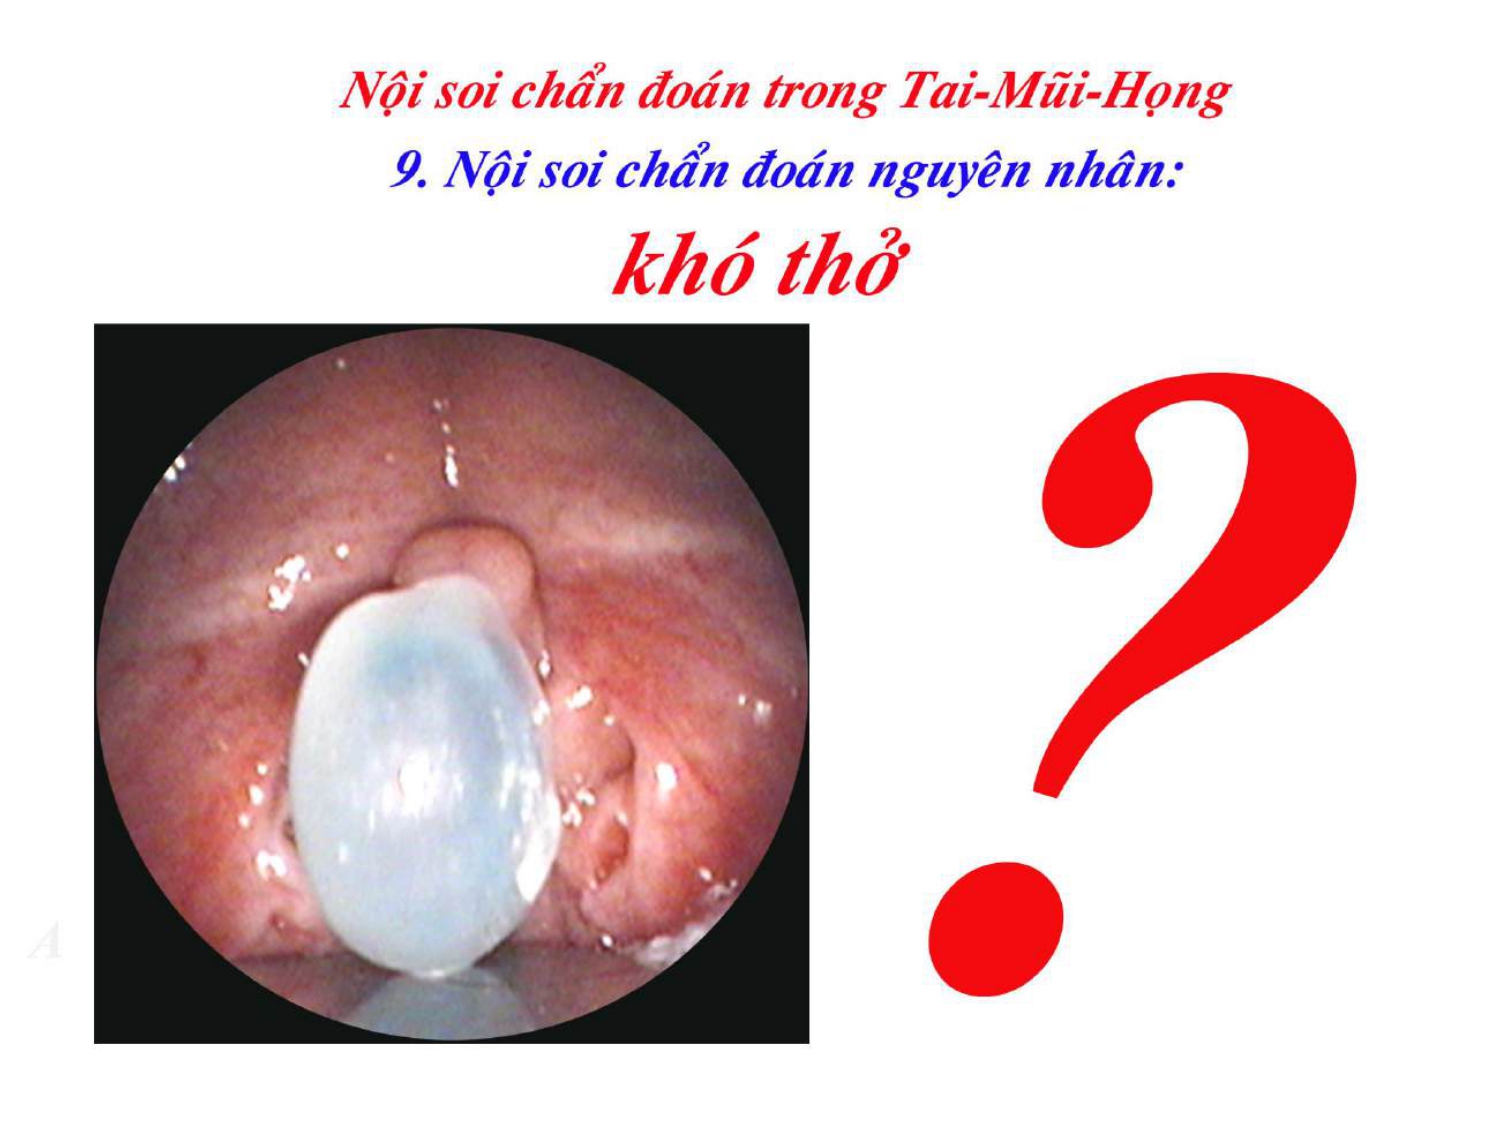 Nội soi chẩn đoán trong Tai-Mũi-Họng
9. Nội soi chẩn đoán nguyên nhân:
khó thở
?
A